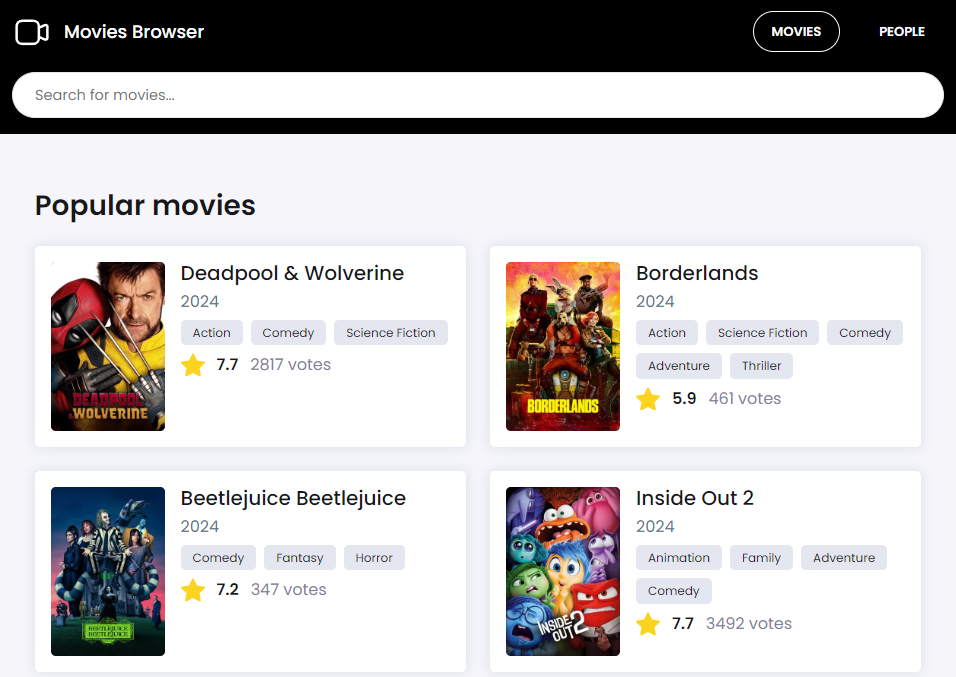 Movies Browser
MOVIES
PEOPLE
Search for movies...
Popular movies
Deadpool & Wolverine
2024
Action Comedy Science Fiction
7.7 2817 votes
DEADPOOL
WOLVERINE
Borderlands
2024
Action Science Fiction Comedy
Adventure Thriller
5.9 461 votes
BORDERLANDS
Beetlejuice Beetlejuice
2024
Comedy Fantasy Horror
7.2 347 votes
BEETLEJUICE
BEETLEJUICE
Inside Out 2
2024
Animation Family Adventure
Comedy
7.7 3492 votes
INSIDE
OUT 2